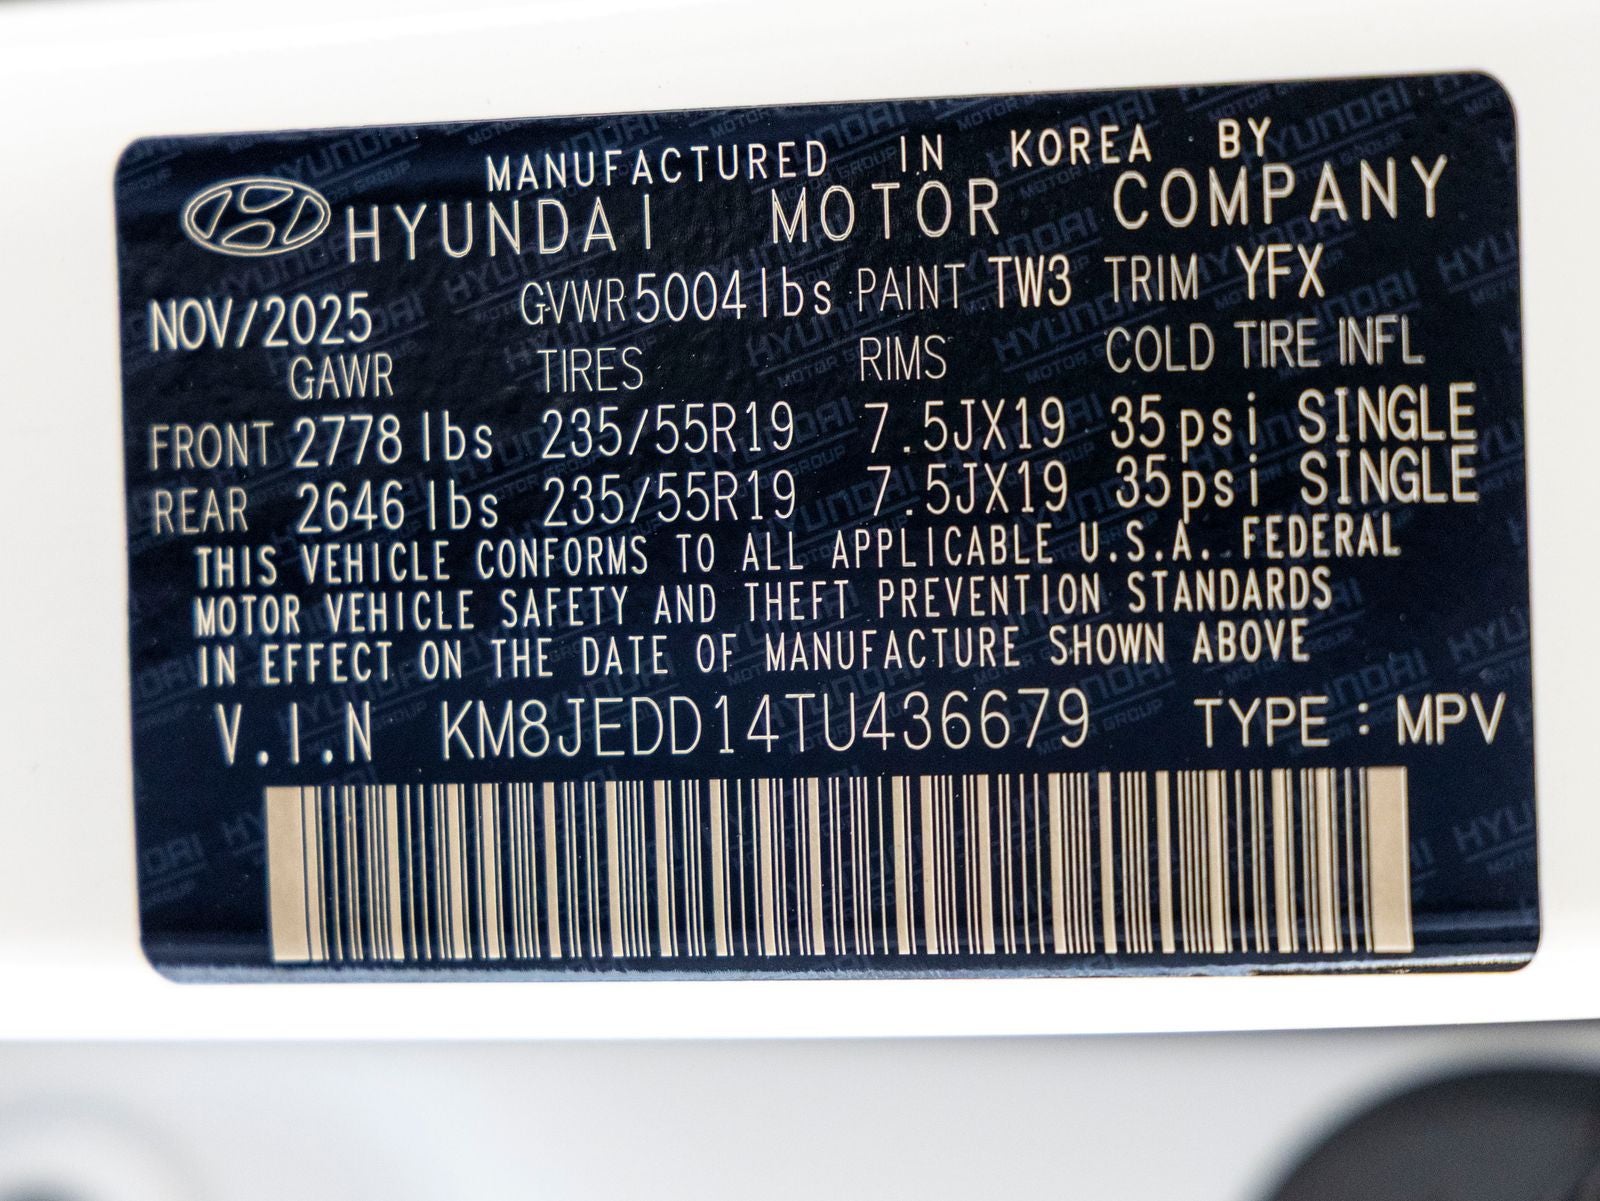 MANUFACTURED IN KOREA BY
HYUNDAI MOTOR COMPANY
NOV/2025 GVWR 5004lbs PAINT TW3 TRIM YFX
GAWR TIRES RIMS COLD TIRE INFL
FRONT 2778 lbs 235/55R19 7.5JX19 35psi SINGLE
REAR 2646 lbs 235/55R19 7.5JX19 35psi SINGLE
THIS VEHICLE CONFORMS TO ALL APPLICABLE U.S.A. FEDERAL
MOTOR VEHICLE SAFETY AND THEFT PREVENTION STANDARDS
IN EFFECT ON THE DATE OF MANUFACTURE SHOWN ABOVE
V.I.N KM8JEDD14TU436679 TYPE : MPV